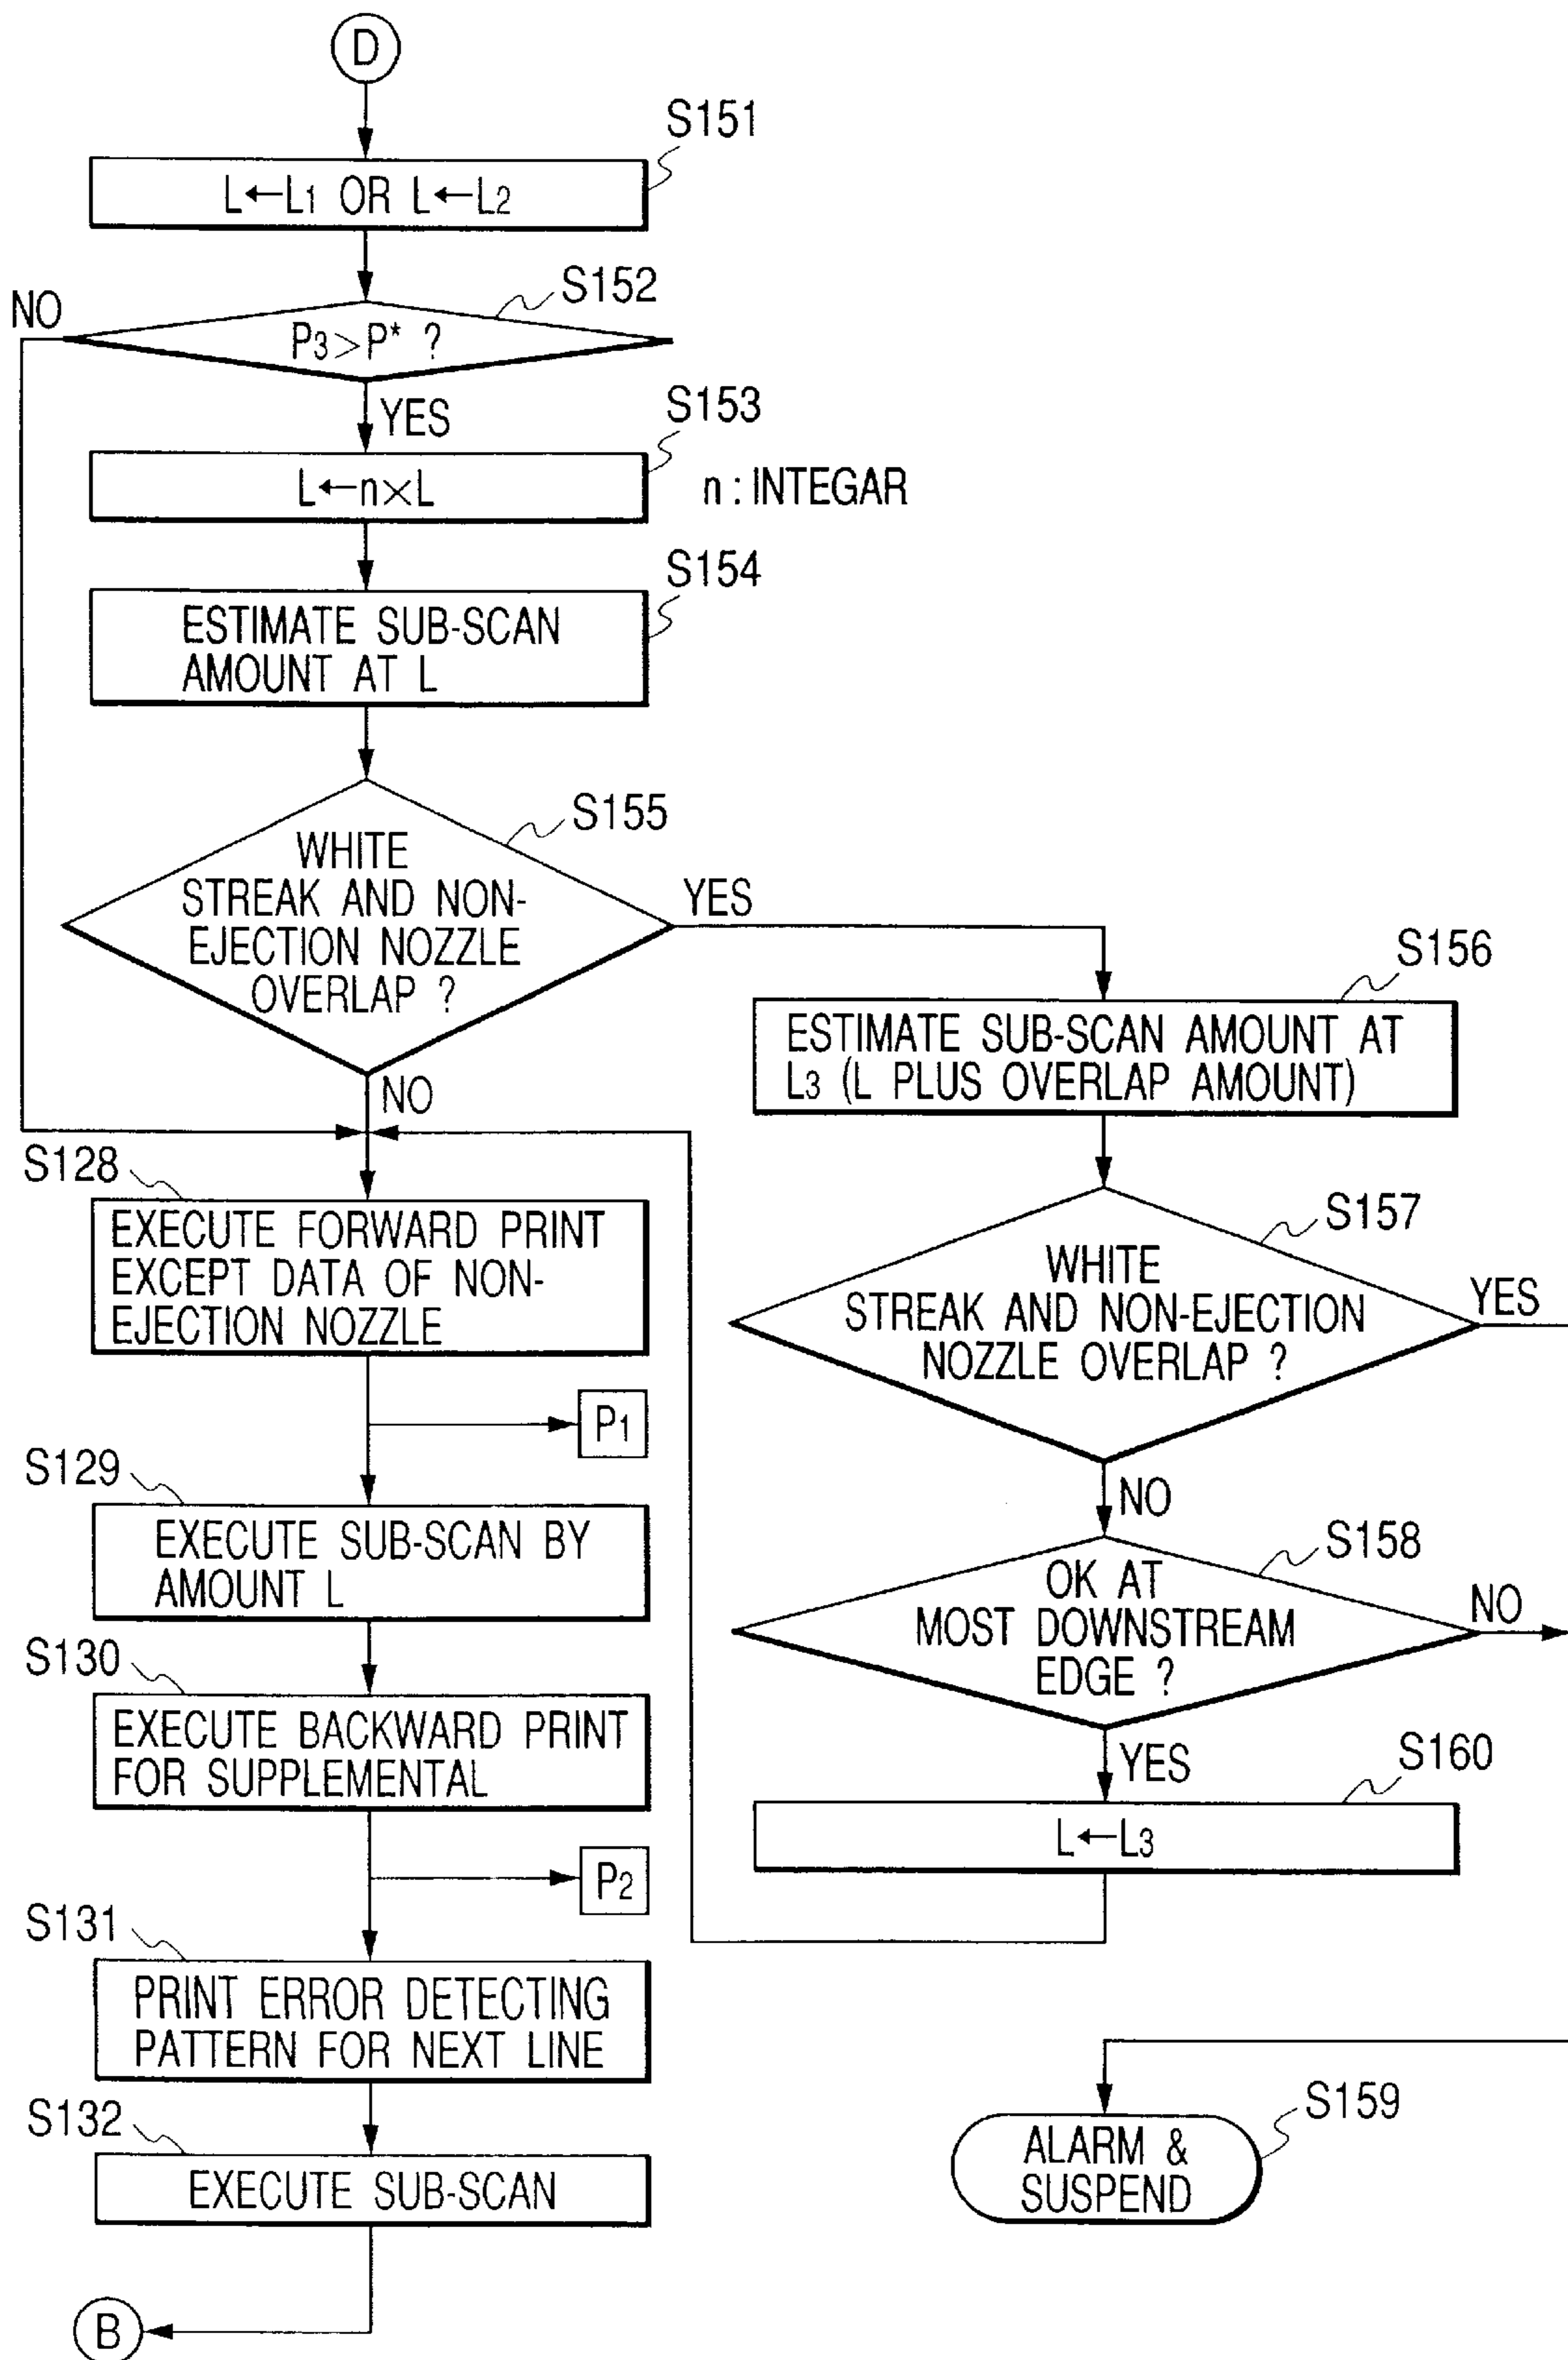 D
S151
L←L1 OR L←L2
S152
NO
P3>P* ?
YES
S153
L←n×L
n : INTEGAR
S154
ESTIMATE SUB-SCAN
AMOUNT AT L
S155
WHITE
STREAK AND NON-
EJECTION NOZZLE
OVERLAP ?
YES
NO
S156
ESTIMATE SUB-SCAN AMOUNT AT
L3 (L PLUS OVERLAP AMOUNT)
S128
EXECUTE FORWARD PRINT
EXCEPT DATA OF NON-
EJECTION NOZZLE
P1
S157
WHITE
STREAK AND NON-EJECTION
NOZZLE OVERLAP ?
YES
NO
S129
EXECUTE SUB-SCAN BY
AMOUNT L
S158
OK AT
MOST DOWNSTREAM
EDGE ?
NO
YES
S130
EXECUTE BACKWARD PRINT
FOR SUPPLEMENTAL
P2
S160
L←L3
S131
PRINT ERROR DETECTING
PATTERN FOR NEXT LINE
S132
EXECUTE SUB-SCAN
S159
ALARM &
SUSPEND
B